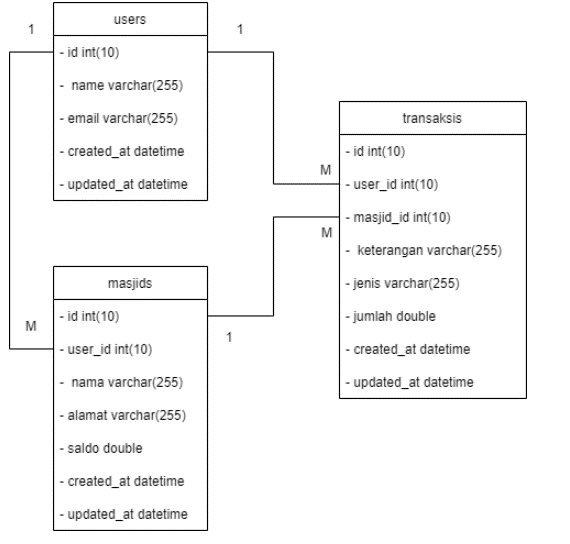 1
users
1
- id int(10)
- name varchar(255)
- email varchar(255)
- created_at datetime
- updated_at datetime
transaksis
- id int(10)
M
- user_id int(10)
- masjid_id int(10)
M
- keterangan varchar(255)
- jenis varchar(255)
- jumlah double
- created_at datetime
- updated_at datetime
masjids
- id int(10)
M
1
- user_id int(10)
- nama varchar(255)
- alamat varchar(255)
- saldo double
- created_at datetime
- updated_at datetime